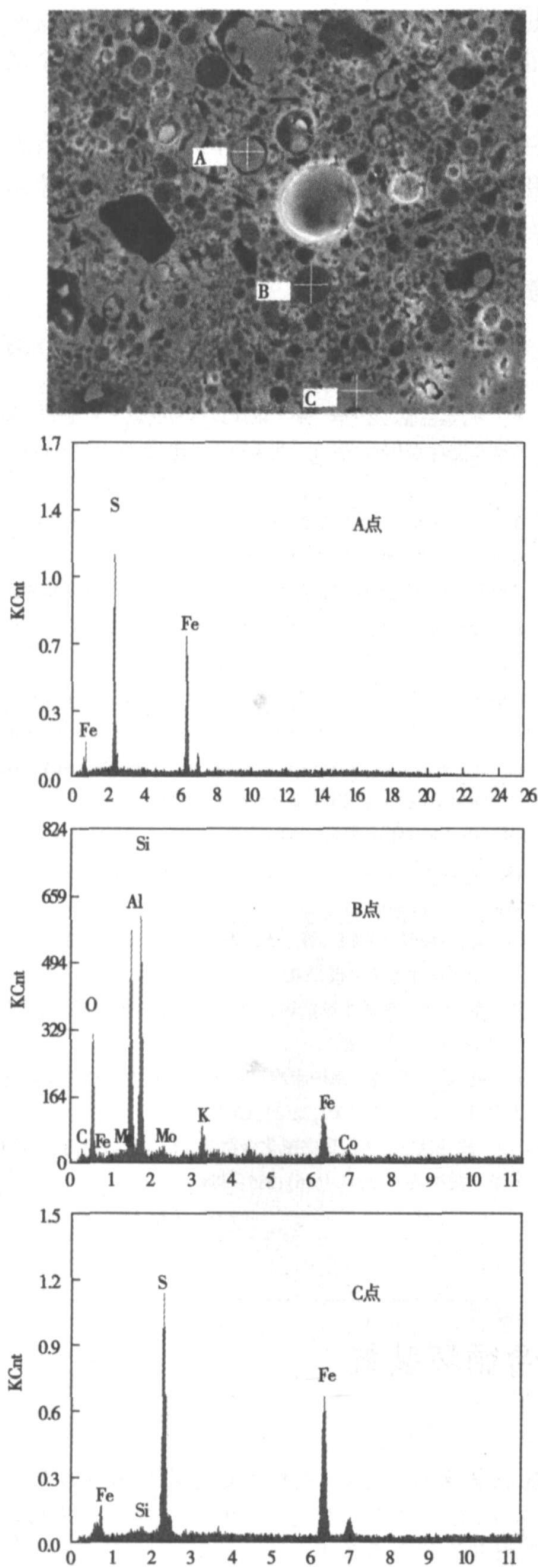 A
B
C
1.7
1.4
1.0
0.7
0.3
0.0
KCnt
S
Fe
Fe
A点
0 2 4 6 8 10 12 14 16 18 20 22 24 26
824
659
494
329
164
0
KCnt
Si
Al
B点
O
C Fe M Mo K Fe Co
0 1 2 3 4 5 6 7 8 9 10 11
1.5
1.2
0.9
0.6
0.3
0.0
KCnt
S
C点
Fe
Fe
Si
0 1 2 3 4 5 6 7 8 9 10 11